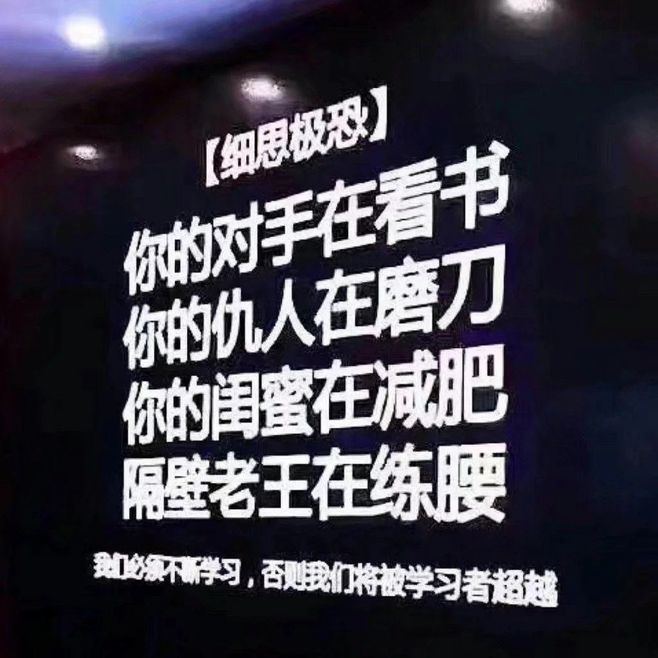 【细思极恐】
你的对手在看书
你的仇人在磨刀
你的闺蜜在减肥
隔壁老王在练腰
我们必须不断学习，否则我们将被学习者超越